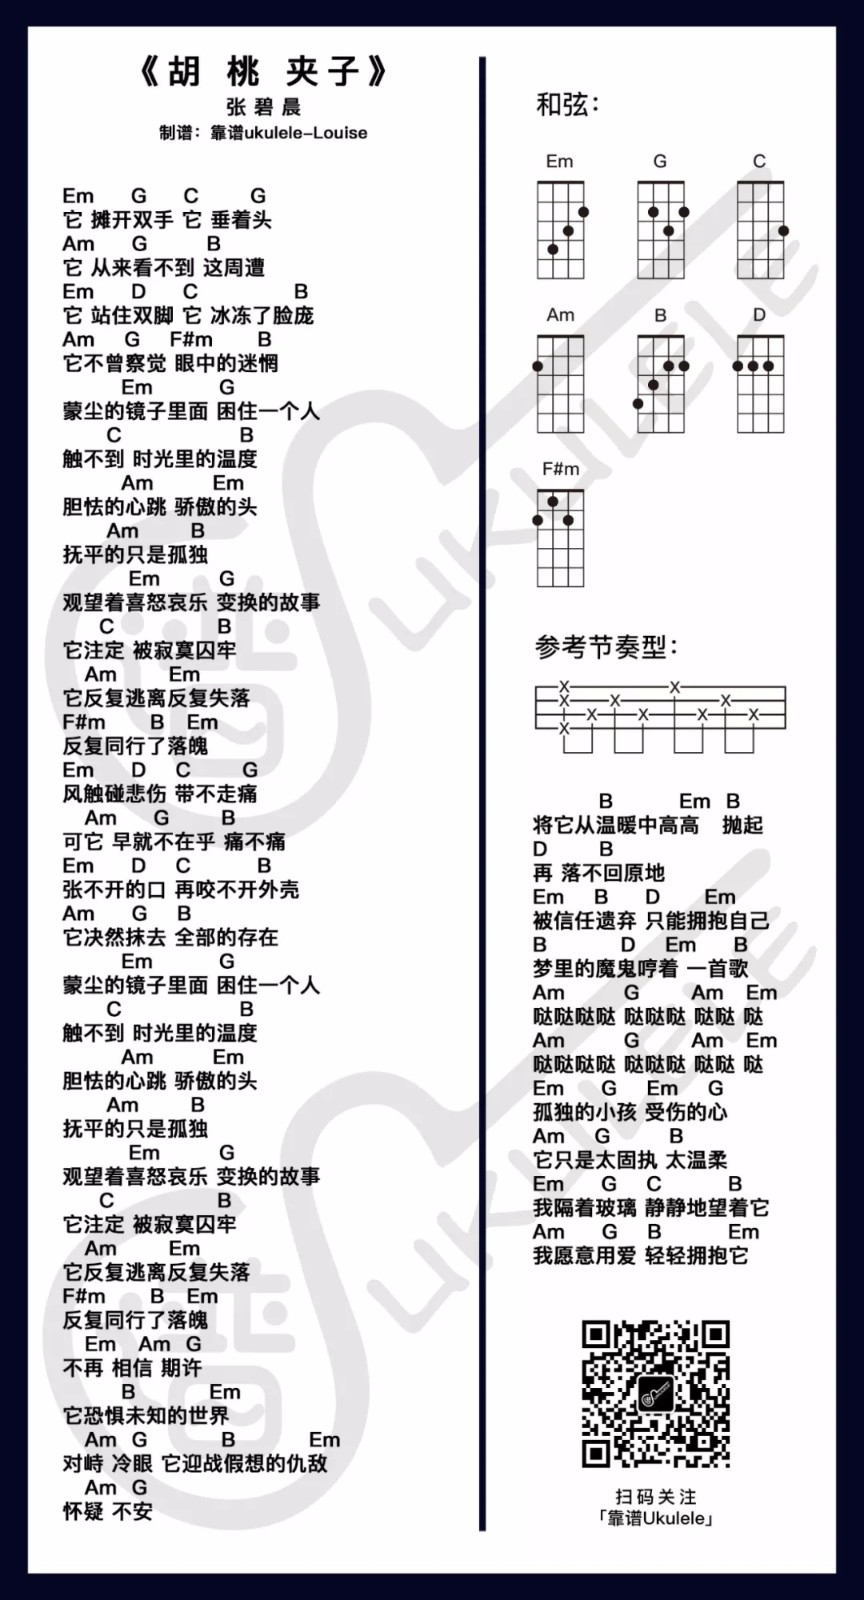 《胡 桃 夹子》
张碧晨
制谱：靠谱ukulele-Louise
Em G C G
它 摊开双手 它 垂着头
Am G B
它 从来看不到 这周遭
Em D C B
它 站住双脚 它 冰冻了脸庞
Am G F#m B
它不曾察觉 眼中的迷惘
Em G
蒙尘的镜子里面 困住一个人
C B
触不到 时光里的温度
Am Em
胆怯的心跳 骄傲的头
Am B
抚平的只是孤独
Em G
观望着喜怒哀乐 变换的故事
C B
它注定 被寂寞囚牢
Am Em
它反复逃离反复失落
F#m B Em
反复同行了落魄
Em D C G
风触碰悲伤 带不走痛
Am G B
可它 早就不在乎 痛不痛
Em D C B
张不开的口 再咬不开外壳
Am G B
它决然抹去 全部的存在
Em G
蒙尘的镜子里面 困住一个人
C B
触不到 时光里的温度
Am Em
胆怯的心跳 骄傲的头
Am B
抚平的只是孤独
Em G
观望着喜怒哀乐 变换的故事
C B
它注定 被寂寞囚牢
Am Em
它反复逃离反复失落
F#m B Em
反复同行了落魄
Em Am G
不再 相信 期许
B Em
它恐惧未知的世界
Am G B Em
对峙 冷眼 它迎战假想的仇敌
Am G
怀疑 不安
和弦：
Em G C
Am B D
F#m
参考节奏型：
X X
X X X
X X X X
X
B Em B
将它从温暖中高高 抛起
D B
再 落不回原地
Em B D Em
被信任遗弃 只能拥抱自己
B D Em B
梦里的魔鬼哼着 一首歌
Am G Am Em
哒哒哒哒 哒哒哒 哒哒 哒
Am G Am Em
哒哒哒哒 哒哒哒 哒哒 哒
Em G Em G
孤独的小孩 受伤的心
Am G B
它只是太固执 太温柔
Em G C B
我隔着玻璃 静静地望着它
Am G B Em
我愿意用爱 轻轻拥抱它
扫码关注
「靠谱Ukulele」
谱 UKULELE
谱 UKULELE